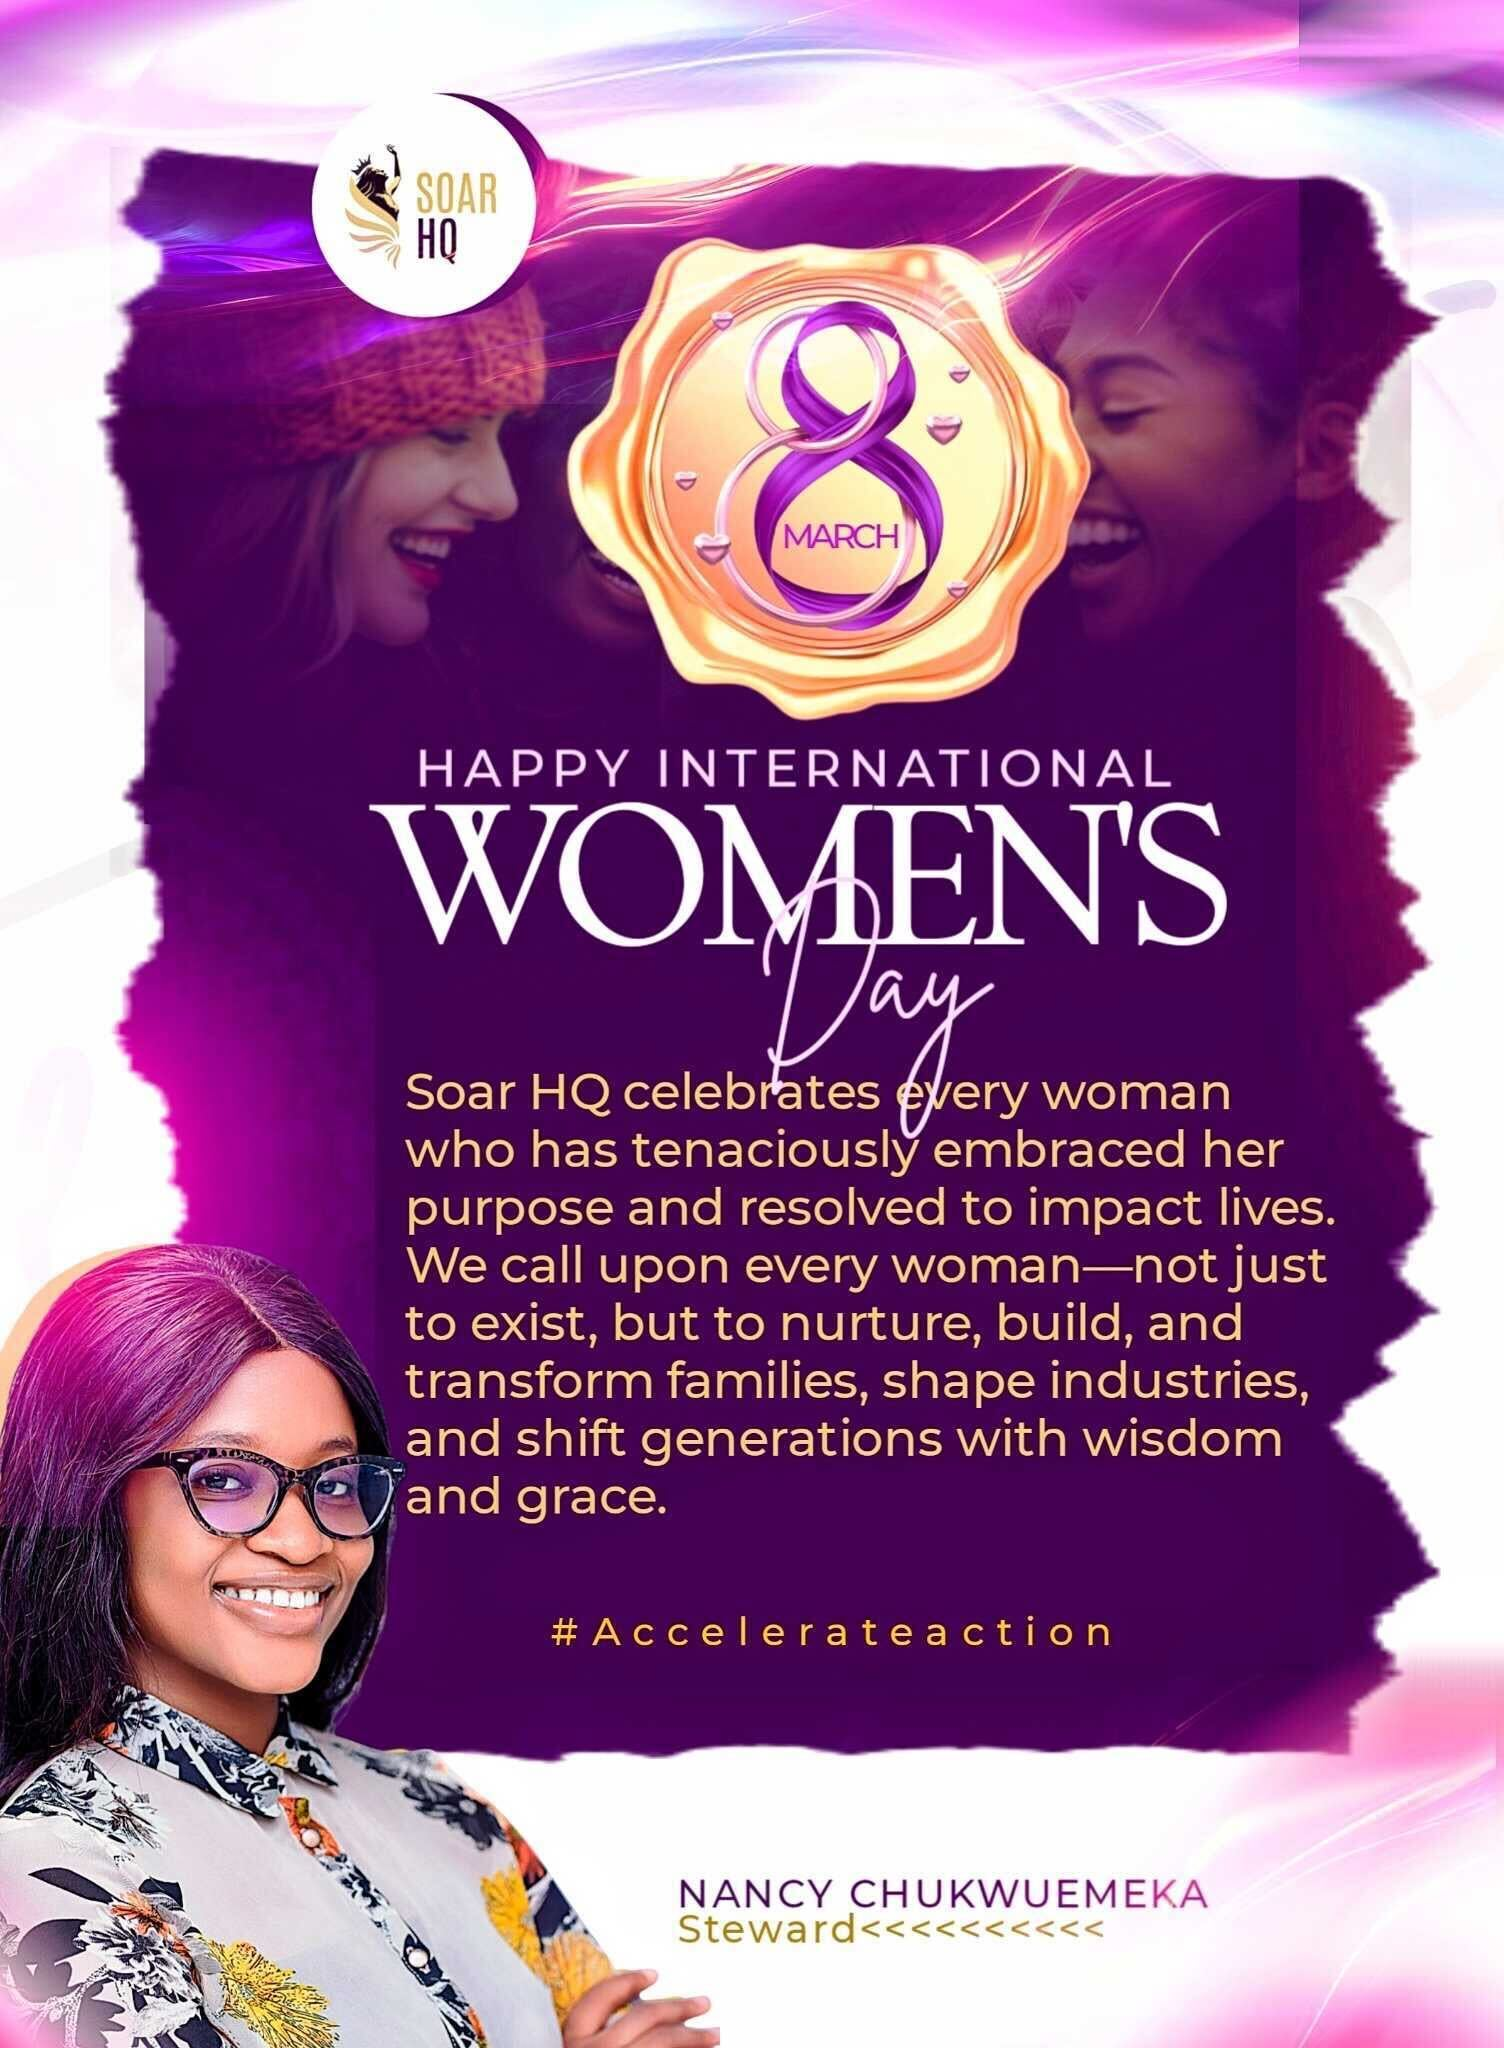 SOAR
HQ
8
MARCH
HAPPY INTERNATIONAL
WOMEN'S
Day
Soar HQ celebrates every woman
who has tenaciously embraced her
purpose and resolved to impact lives.
We call upon every woman—not just
to exist, but to nurture, build, and
transform families, shape industries,
and shift generations with wisdom
and grace.
#Accelerateaction
NANCY CHUKWUEMEKA
Steward<<<<<<<<<<